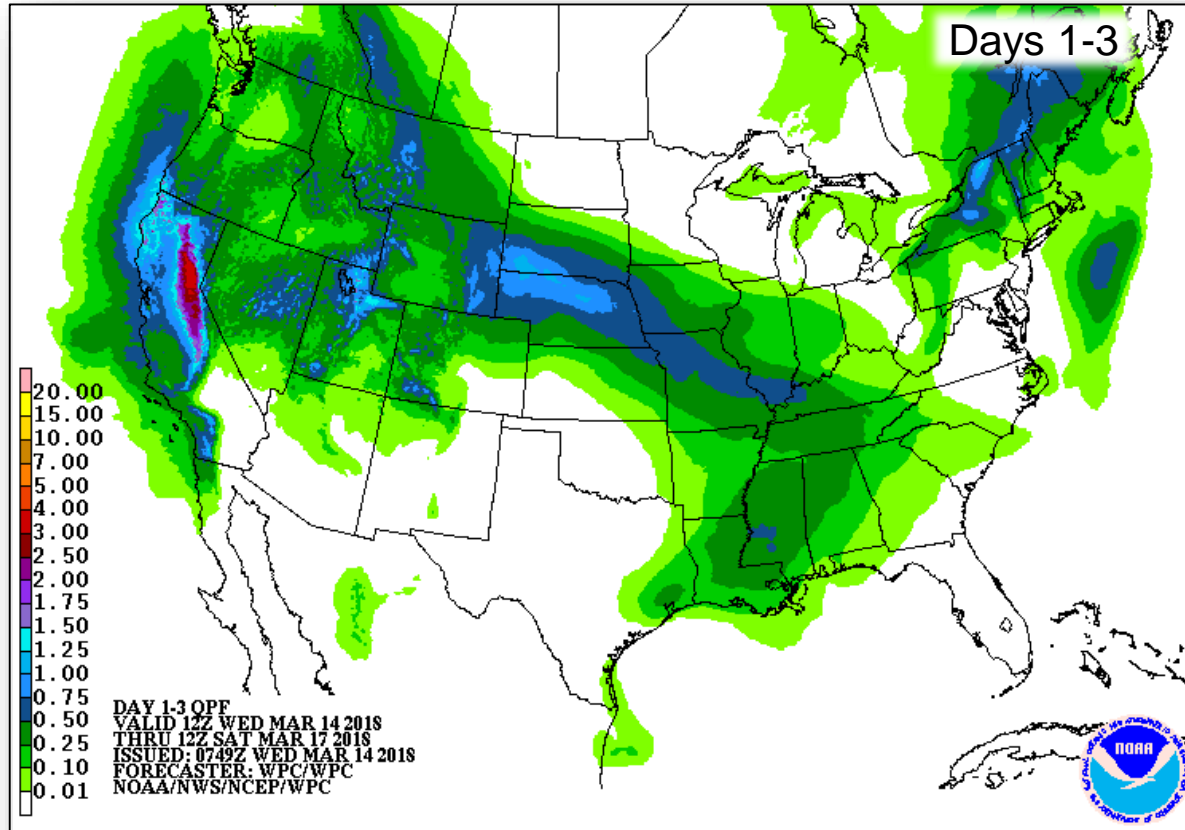 Days 1-3
20.00
15.00
10.00
7.00
5.00
4.00
3.00
2.50
2.00
1.75
1.50
1.25
1.00
0.75
0.50
0.25
0.10
0.01
DAY 1-3 QPF
VALID 12Z WED MAR 14 2018
THRU 12Z SAT MAR 17 2018
ISSUED: 0749Z WED MAR 14 2018
FORECASTER: WPC/WPC
NOAA/NWS/NCEP/WPC
NOAA